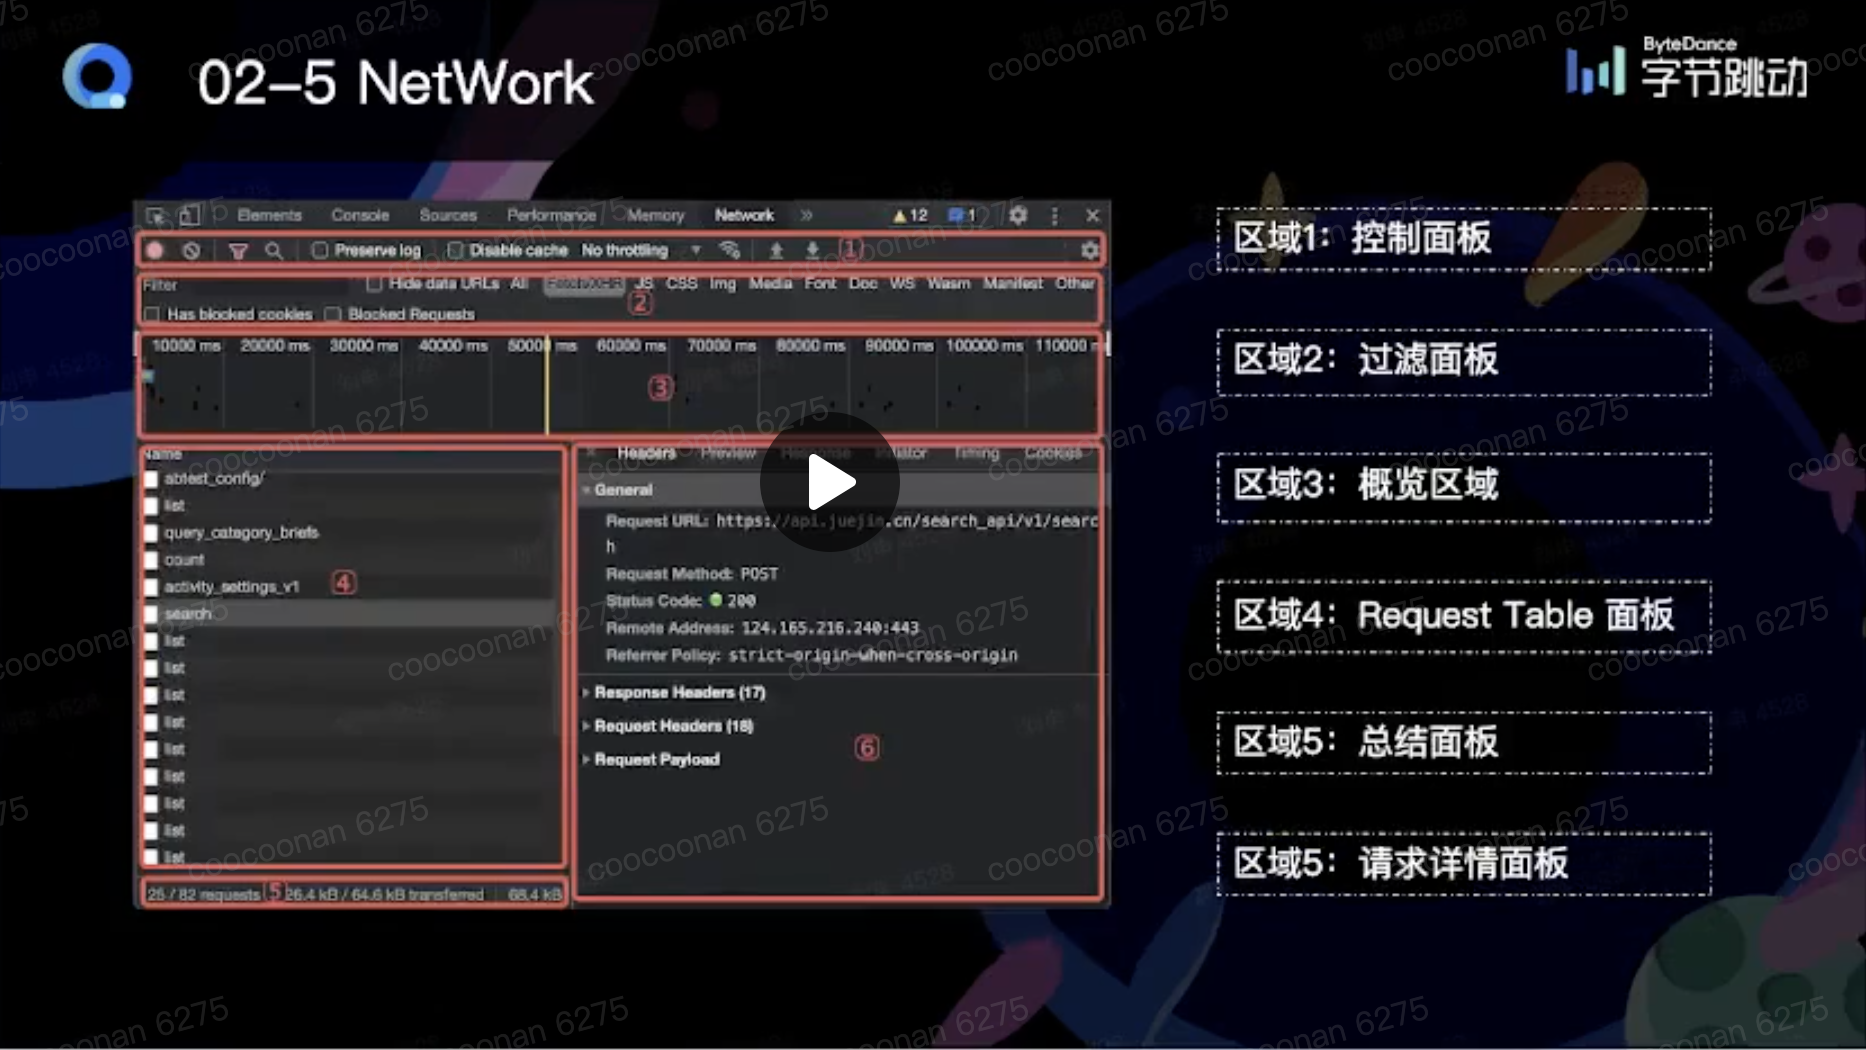 02-5 NetWork
ByteDance
字节跳动
Elements Console Sources Performance Memory Network » 12 1
Preserve log Disable cache No throttling ①
Filter Hide data URLs All Fetch/XHR JS CSS Img Media Font Doc WS Wasm Manifest Other
②
Has blocked cookies Blocked Requests
10000 ms 20000 ms 30000 ms 40000 ms 50000 ms 60000 ms 70000 ms 80000 ms 90000 ms 100000 ms 110000
③
Name
abtest_config/
list
query_category_briefs
count
activity_settings_v1 ④
search
list
list
list
list
list
list
list
list
list
25 / 82 requests ⑤ 26.4 kB / 64.6 kB transferred 68.4 kB
Headers Preview Response Initiator Timing Cookies
General
Request URL: https://api.juejin.cn/search_api/v1/searc
h
Request Method: POST
Status Code: 200
Remote Address: 124.165.216.240:443
Referrer Policy: strict-origin-when-cross-origin
Response Headers (17)
Request Headers (18)
⑥
Request Payload
区域1：控制面板
区域2：过滤面板
区域3：概览区域
区域4：Request Table 面板
区域5：总结面板
区域5：请求详情面板
coocoonan 6275